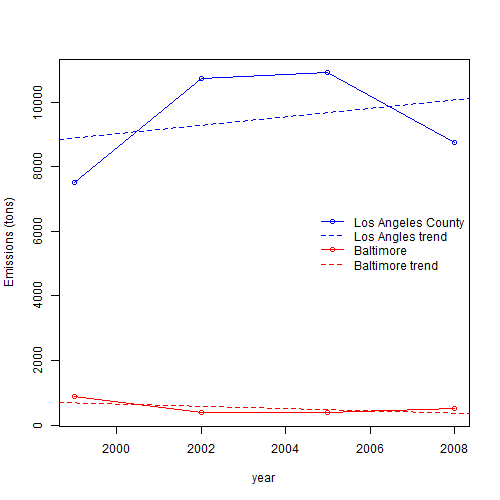 Emissions (tons)
10000
8000
6000
4000
2000
0
Los Angeles County
Los Angles trend
Baltimore
Baltimore trend
2000 2002 2004 2006 2008
year